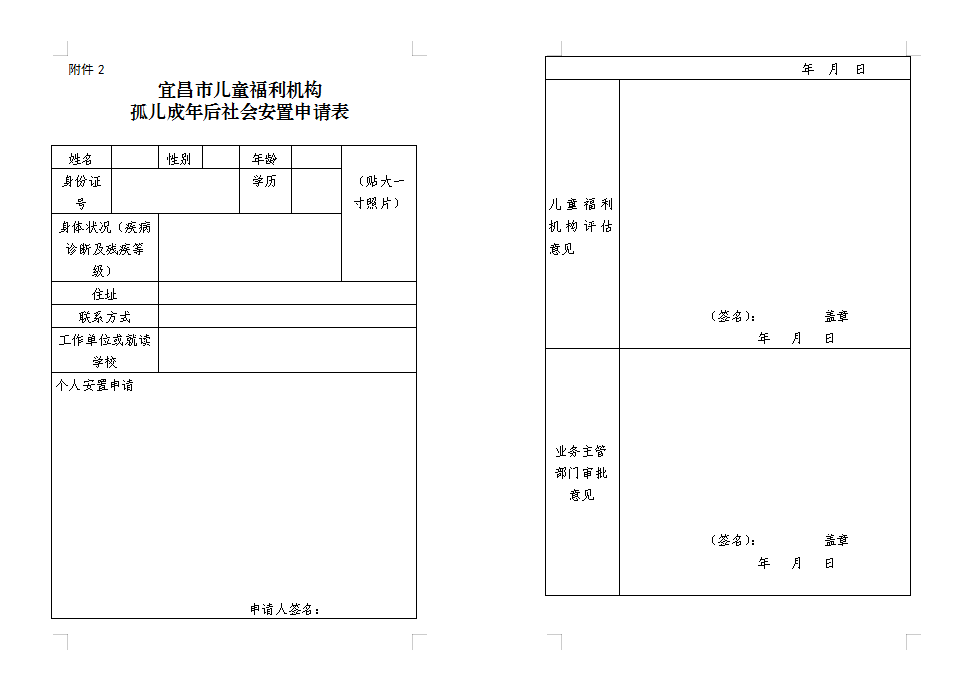 附件 2
宜昌市儿童福利机构
孤儿成年后社会安置申请表
姓名 性别 年龄
（贴大一
寸照片）
身份证
号
学历
身体状况（疾病
诊断及残疾等
级）
住址
联系方式
工作单位或就读
学校
个人安置申请
申请人签名：
年 月 日
儿童福利
机构评估
意见
（签名）： 盖章
年 月 日
业务主管
部门审批
意见
（签名）： 盖章
年 月 日